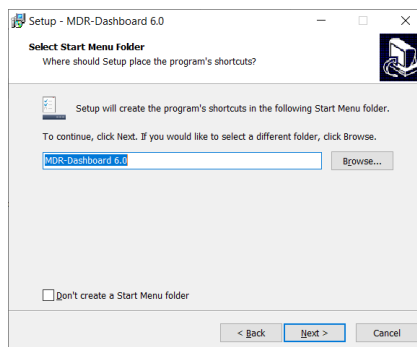 Setup - MDR-Dashboard 6.0
Select Start Menu Folder
Where should Setup place the program's shortcuts?
Setup will create the program's shortcuts in the following Start Menu folder.
To continue, click Next. If you would like to select a different folder, click Browse.
MDR-Dashboard 6.0
Browse...
Don't create a Start Menu folder
< Back
Next >
Cancel